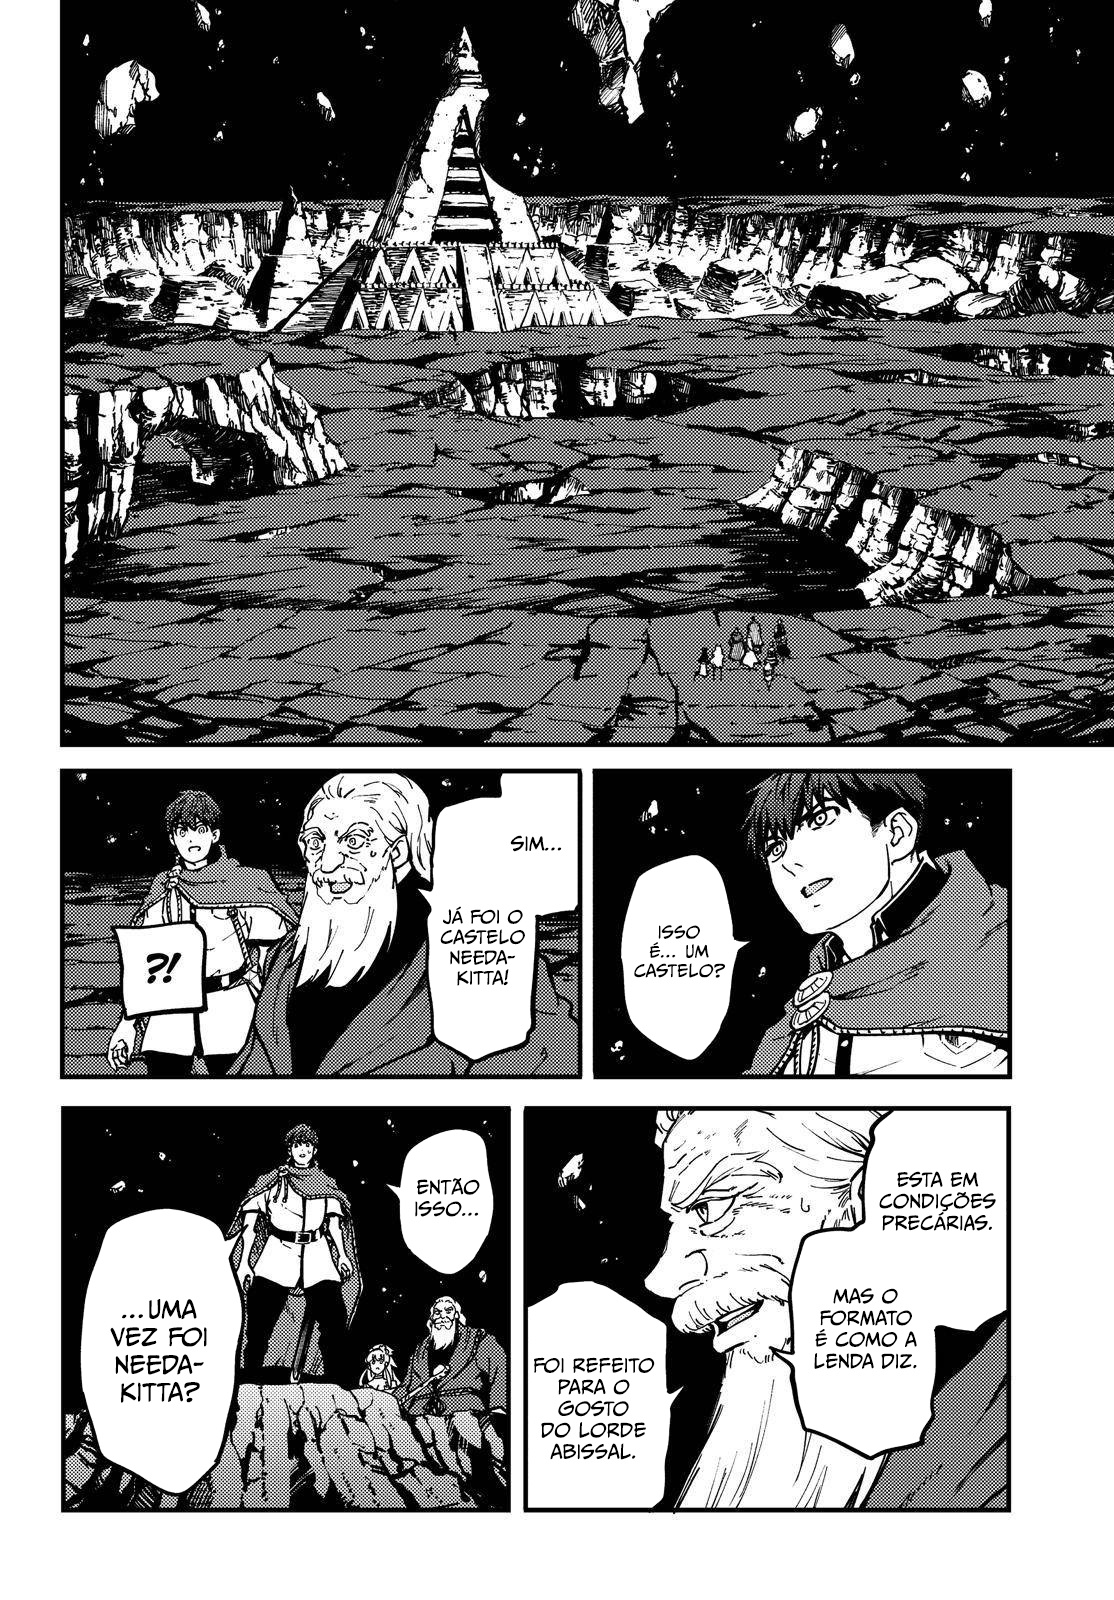 ISSO
É... UM
CASTELO?
SIM...
JÁ FOI O
CASTELO
NEEDA-
KITTA!
?!
ESTA EM
CONDIÇÕES
PRECÁRIAS.
MAS O
FORMATO
É COMO A
LENDA DIZ.
FOI REFEITO
PARA O
GOSTO
DO LORDE
ABISSAL.
ENTÃO
ISSO...
...UMA
VEZ FOI
NEEDA-
KITTA?